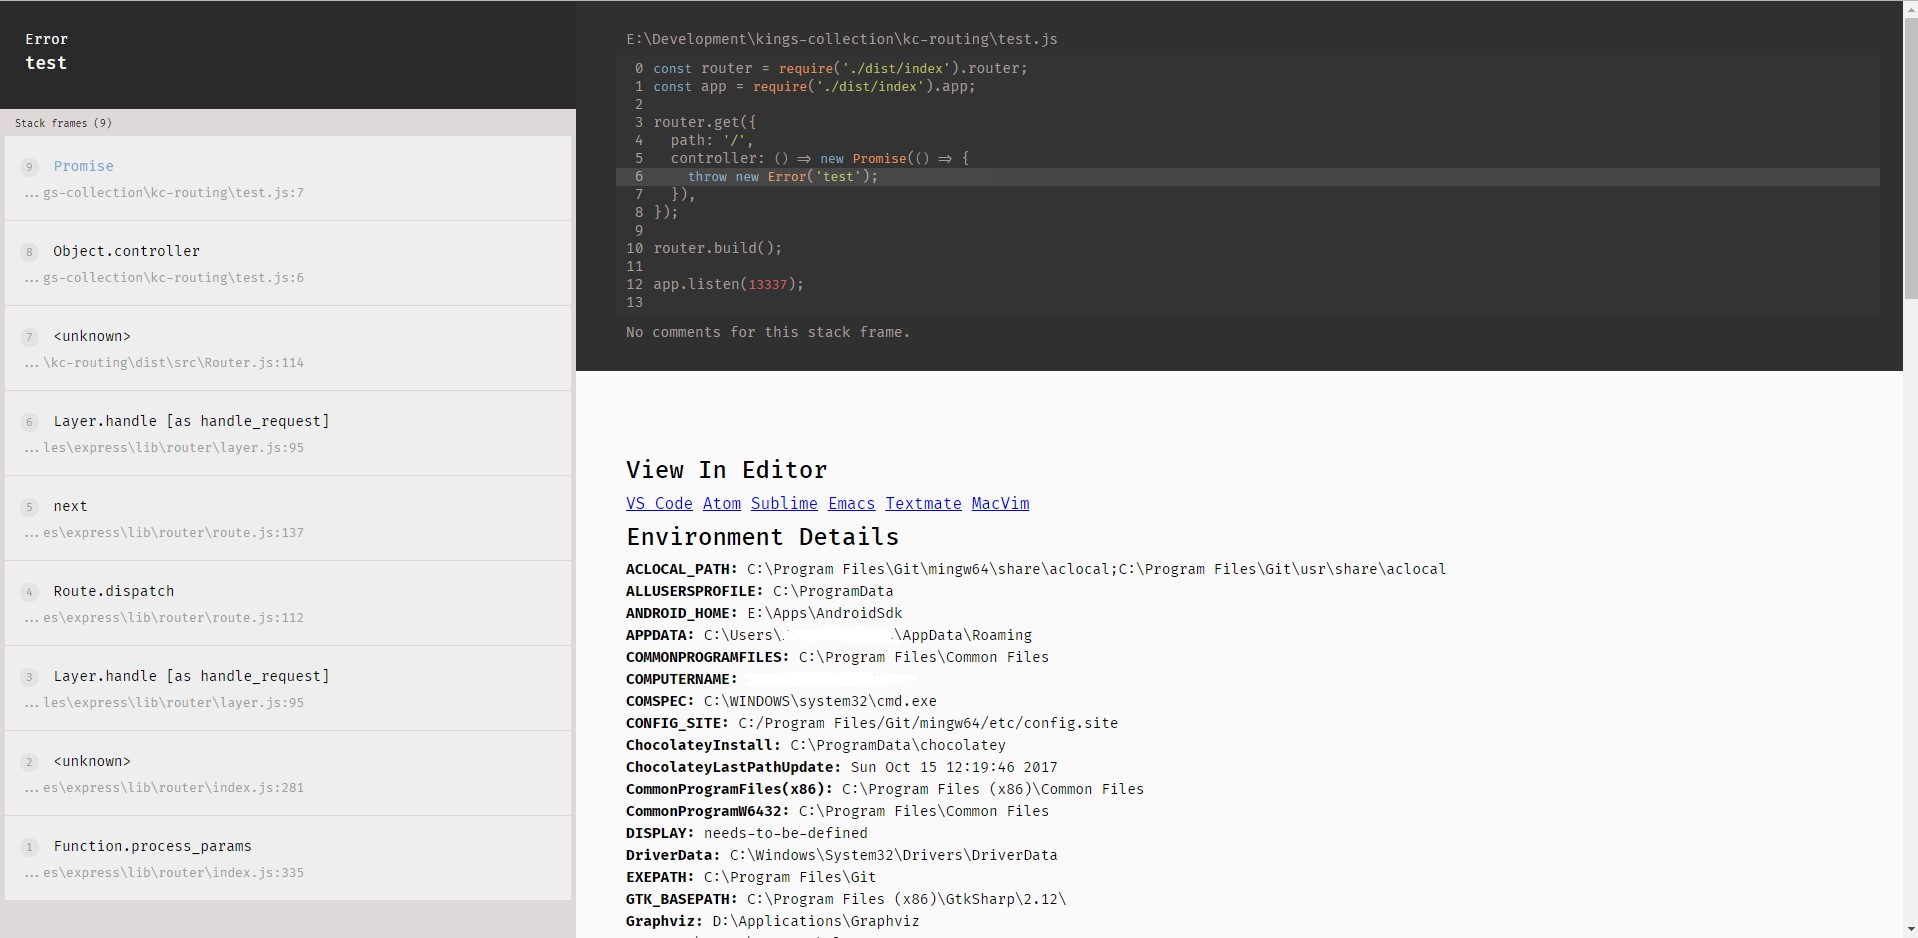 Error
test
Stack frames (9)
9 Promise
... gs-collection\kc-routing\test.js:7
8 Object.controller
... gs-collection\kc-routing\test.js:6
7 <unknown>
... \kc-routing\dist\src\Router.js:114
6 Layer.handle [as handle_request]
... les\express\lib\router\layer.js:95
5 next
... es\express\lib\router\route.js:137
4 Route.dispatch
... es\express\lib\router\route.js:112
3 Layer.handle [as handle_request]
... les\express\lib\router\layer.js:95
2 <unknown>
... es\express\lib\router\index.js:281
1 Function.process_params
... es\express\lib\router\index.js:335
E:\Development\kings-collection\kc-routing\test.js
0 const router = require('./dist/index').router;
1 const app = require('./dist/index').app;
2
3 router.get({
4   path: '/',
5   controller: () => new Promise(() => {
6     throw new Error('test');
7   }),
8 });
9
10 router.build();
11
12 app.listen(13337);
13
No comments for this stack frame.
View In Editor
VS Code Atom Sublime Emacs Textmate MacVim
Environment Details
ACLOCAL_PATH: C:\Program Files\Git\mingw64\share\aclocal;C:\Program Files\Git\usr\share\aclocal
ALLUSERSPROFILE: C:\ProgramData
ANDROID_HOME: E:\Apps\AndroidSdk
APPDATA: C:\Users\ \AppData\Roaming
COMMONPROGRAMFILES: C:\Program Files\Common Files
COMPUTERNAME:
COMSPEC: C:\WINDOWS\system32\cmd.exe
CONFIG_SITE: C:/Program Files/Git/mingw64/etc/config.site
ChocolateyInstall: C:\ProgramData\chocolatey
ChocolateyLastPathUpdate: Sun Oct 15 12:19:46 2017
CommonProgramFiles(x86): C:\Program Files (x86)\Common Files
CommonProgramW6432: C:\Program Files\Common Files
DISPLAY: needs-to-be-defined
DriverData: C:\Windows\System32\Drivers\DriverData
EXEPATH: C:\Program Files\Git
GTK_BASEPATH: C:\Program Files (x86)\GtkSharp\2.12\
Graphviz: D:\Applications\Graphviz